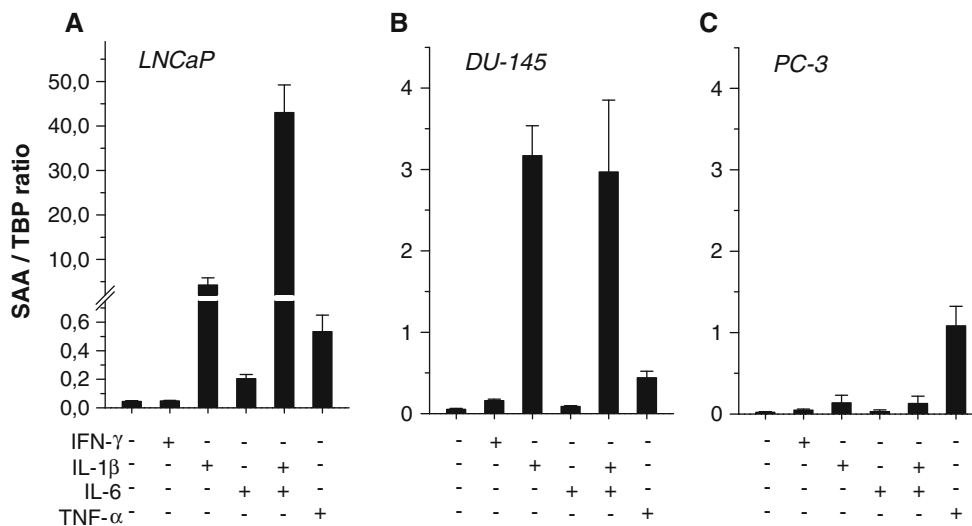 A B C
LNCaP DU-145 PC-3
SAA / TBP ratio
50,0
40,0
30,0
20,0
10,0
0,6
0,4
0,2
0,0
4
3
2
1
0
4
3
2
1
0
IFN-γ - + - - - - - + - - - - - + - - - -
IL-1β - - + - + - - - + - + - - - + - + -
IL-6 - - - + + - - - - + + - - - - + + -
TNF-α - - - - - + - - - - - + - - - - - +